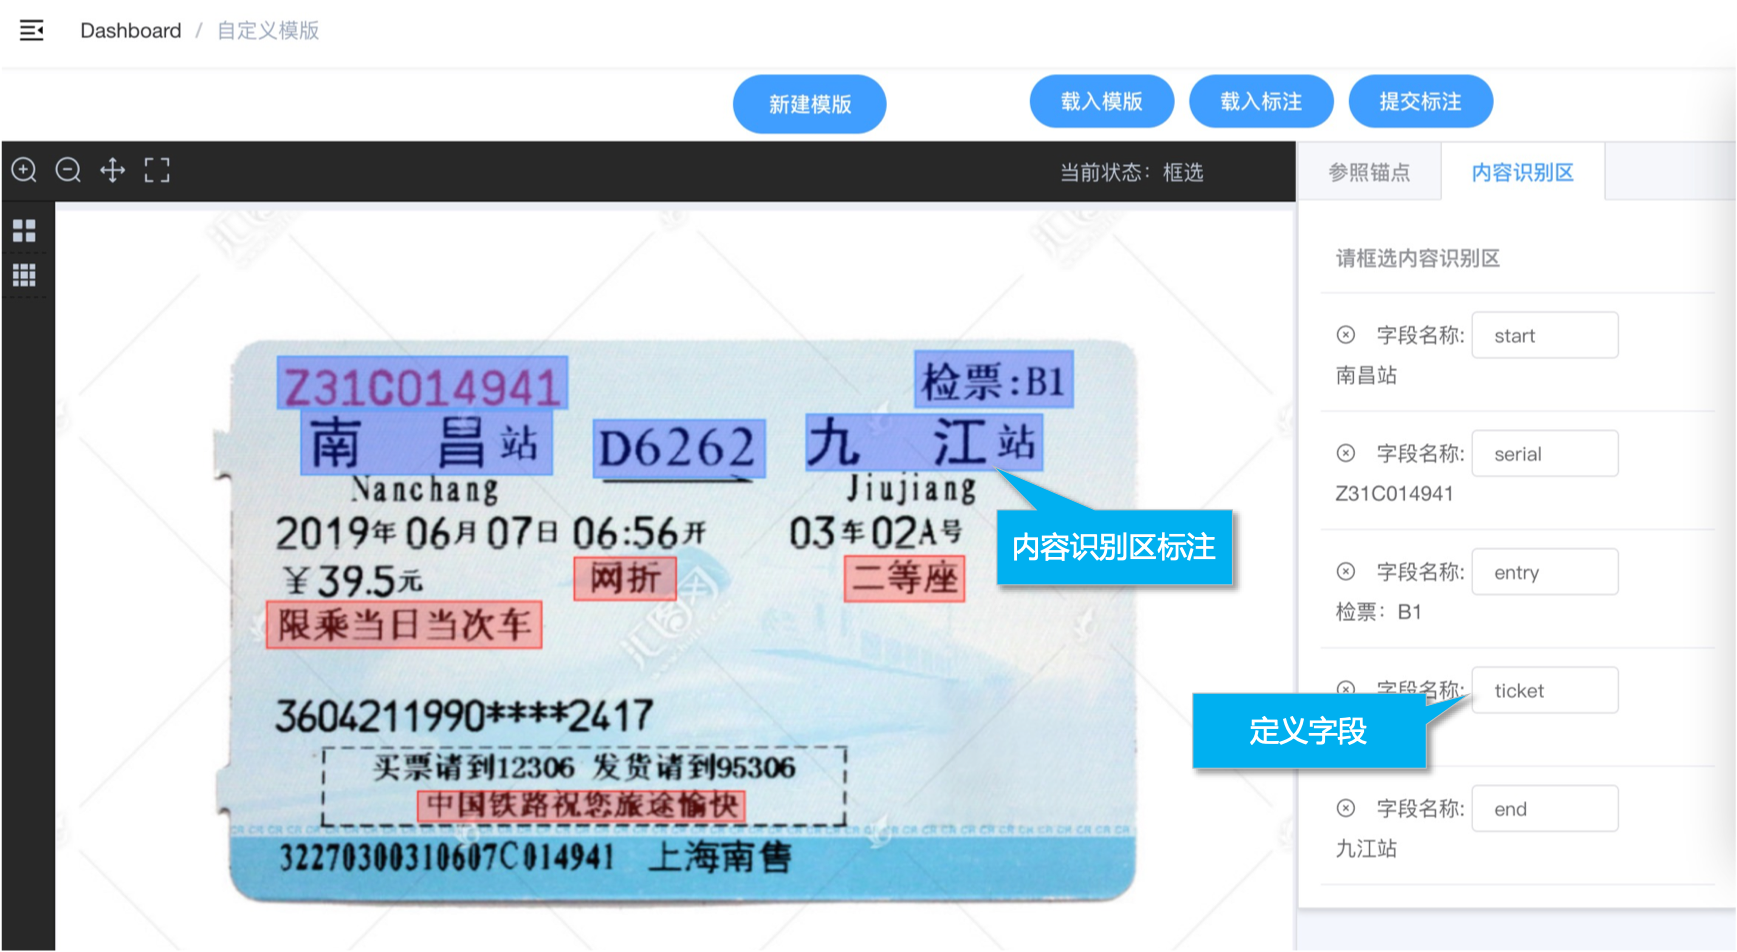 Dashboard / 自定义模版
新建模版
载入模版
载入标注
提交标注
当前状态：框选
参照锚点
内容识别区
Z31C014941
检票:B1
南昌站
D6262
九江站
Nanchang
Jiujiang
2019年06月07日06:56开
03车02A号
￥39.5元
网折
二等座
限乘当日当次车
3604211990****2417
买票请到12306 发货请到95306
中国铁路祝您旅途愉快
32270300310607C014941 上海南售
汇图网
内容识别区标注
定义字段
请框选内容识别区
字段名称: start
南昌站
字段名称: serial
Z31C014941
字段名称: entry
检票：B1
字段名称: ticket
字段名称: end
九江站